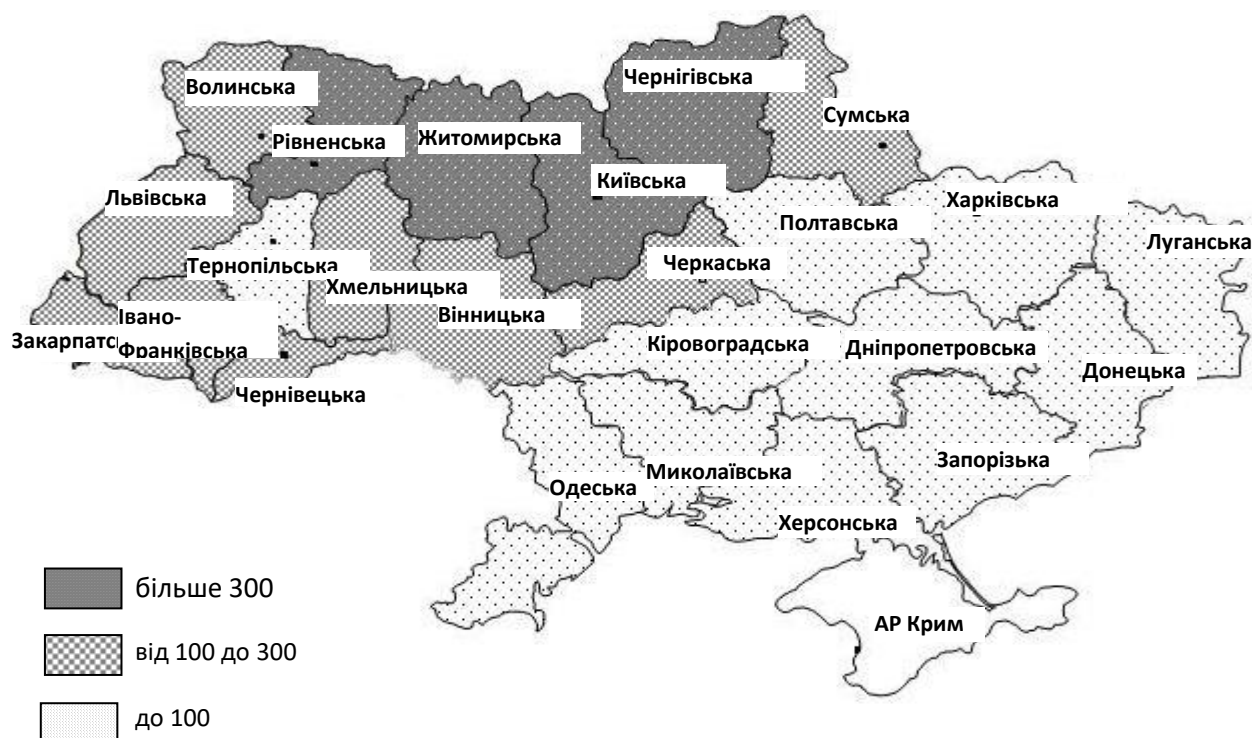 Чернігівська
Волинська
Сумська
Рівненська
Житомирська
Київська
Львівська
Харківська
Полтавська
Луганська
Тернопільська
Черкаська
Хмельницька
Вінницька
Івано-
Франківська
Закарпатс
Кіровоградська
Дніпропетровська
Донецька
Чернівецька
Запорізька
Миколаївська
Одеська
Херсонська
АР Крим
більше 300
від 100 до 300
до 100